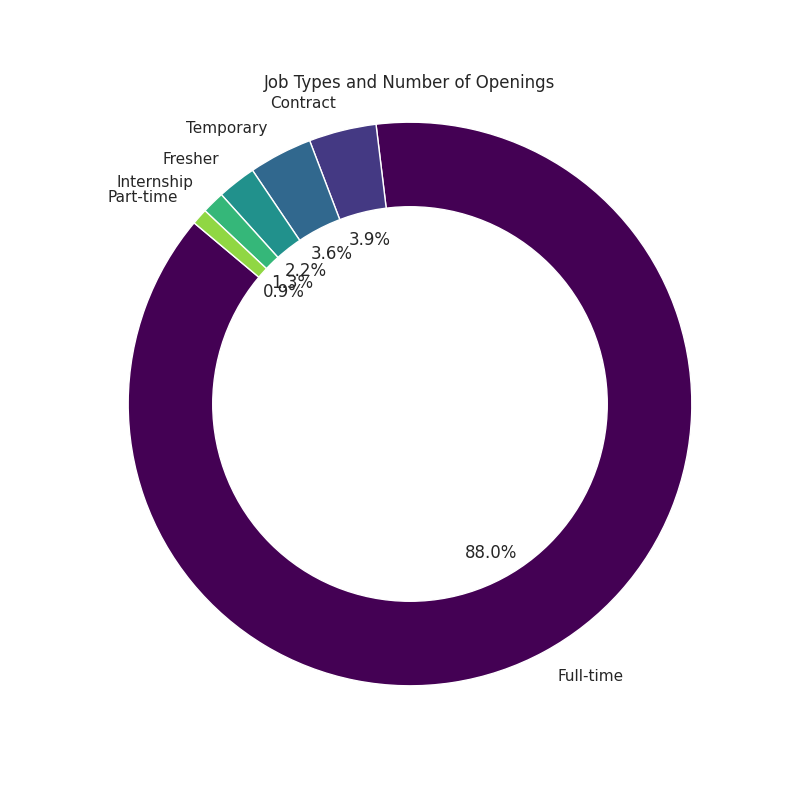 Job Types and Number of Openings
Contract
Temporary
Fresher
Internship
Part-time
3.9%
3.6%
2.2%
1.3%
0.9%
88.0%
Full-time